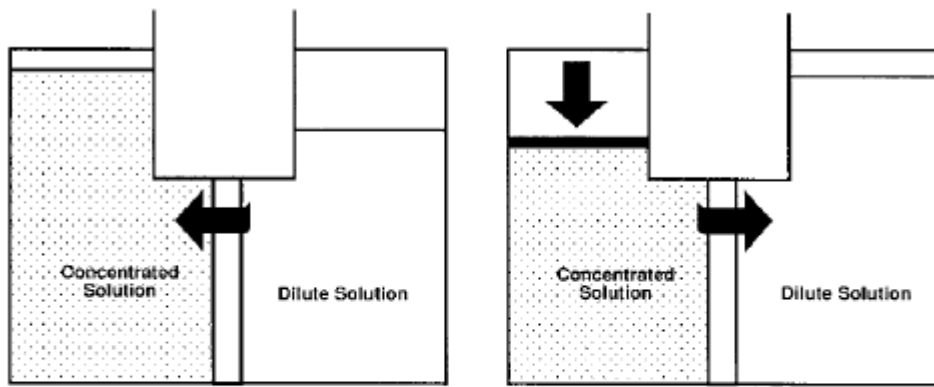 Concentrated
Solution
Dilute Solution
Concentrated
Solution
Dilute Solution